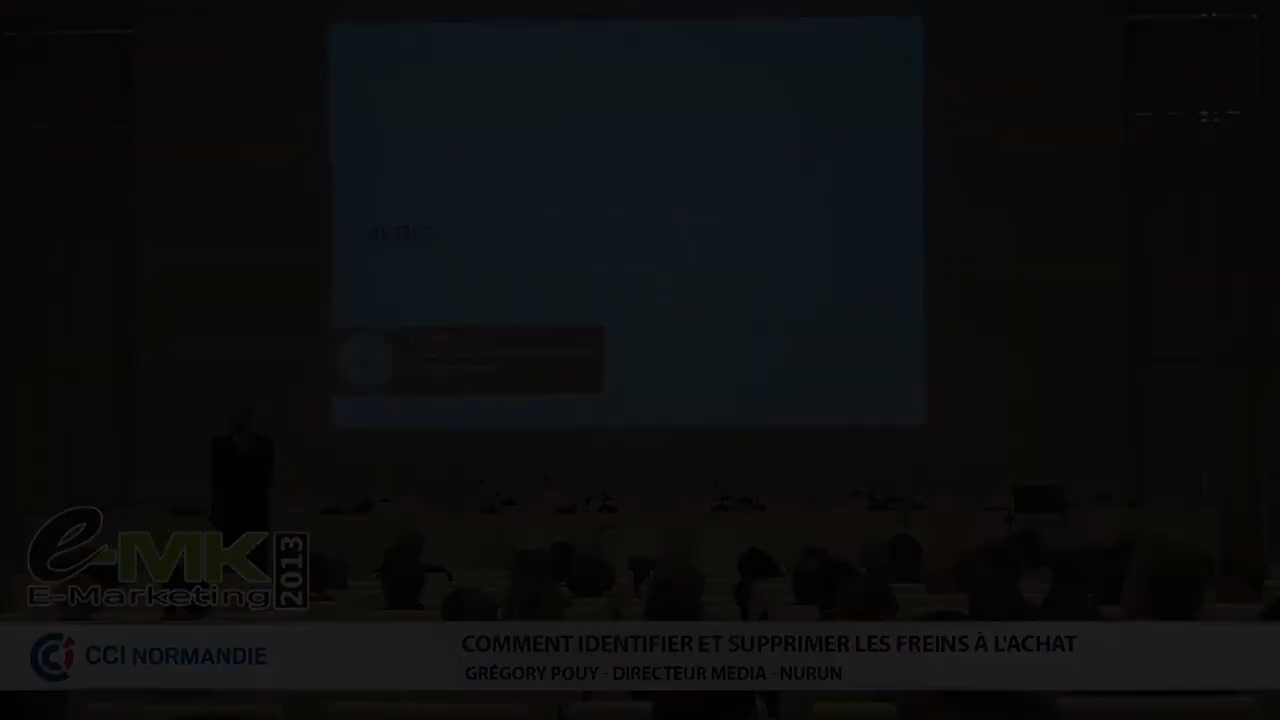 e-MK
E-Marketing
2013
CCI NORMANDIE
COMMENT IDENTIFIER ET SUPPRIMER LES FREINS À L'ACHAT
GRÉGORY POUY - DIRECTEUR MEDIA - NURUN